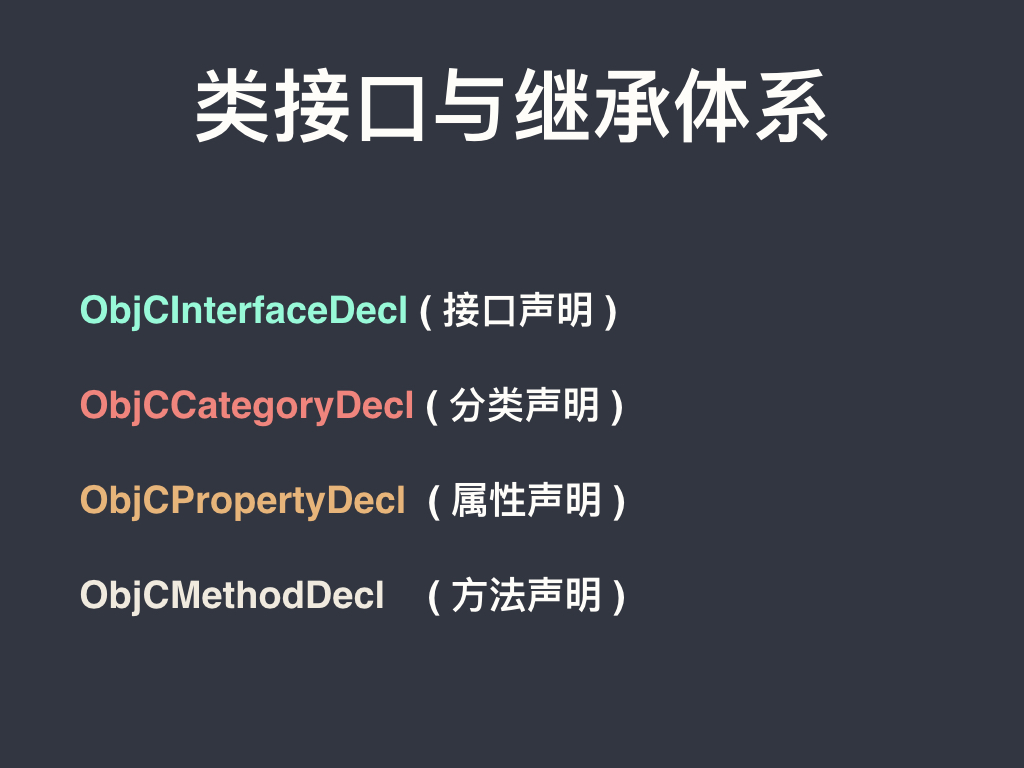 类接口与继承体系
ObjCInterfaceDecl ( 接口声明 )
ObjCCategoryDecl ( 分类声明 )
ObjCPropertyDecl ( 属性声明 )
ObjCMethodDecl ( 方法声明 )